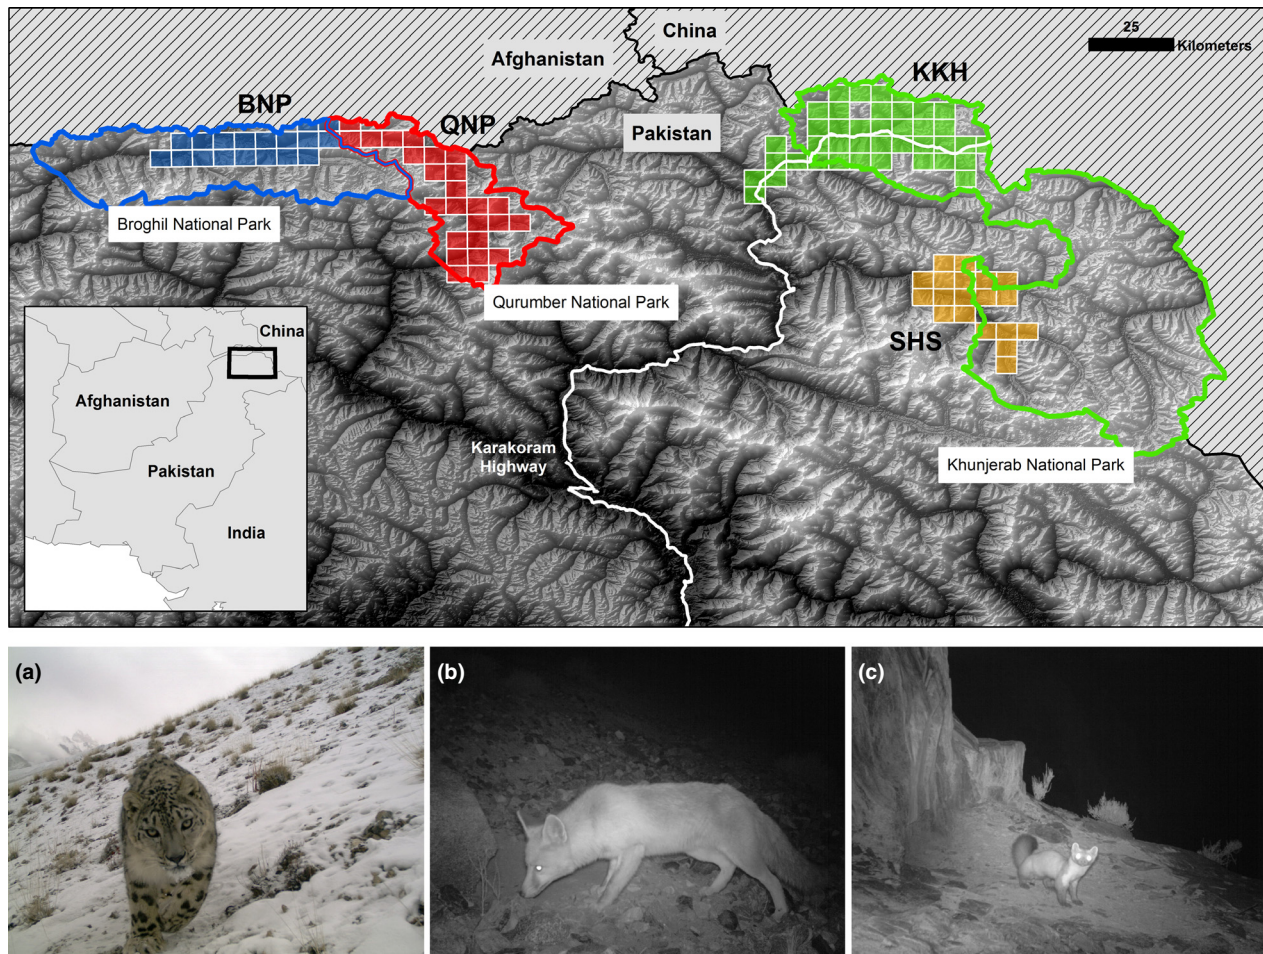 China
25
Kilometers
Afghanistan
KKH
BNP
QNP
Pakistan
Broghil National Park
Qurumber National Park
SHS
China
Afghanistan
Pakistan
India
Karakoram
Highway
Khunjerab National Park
(a)
(b)
(c)